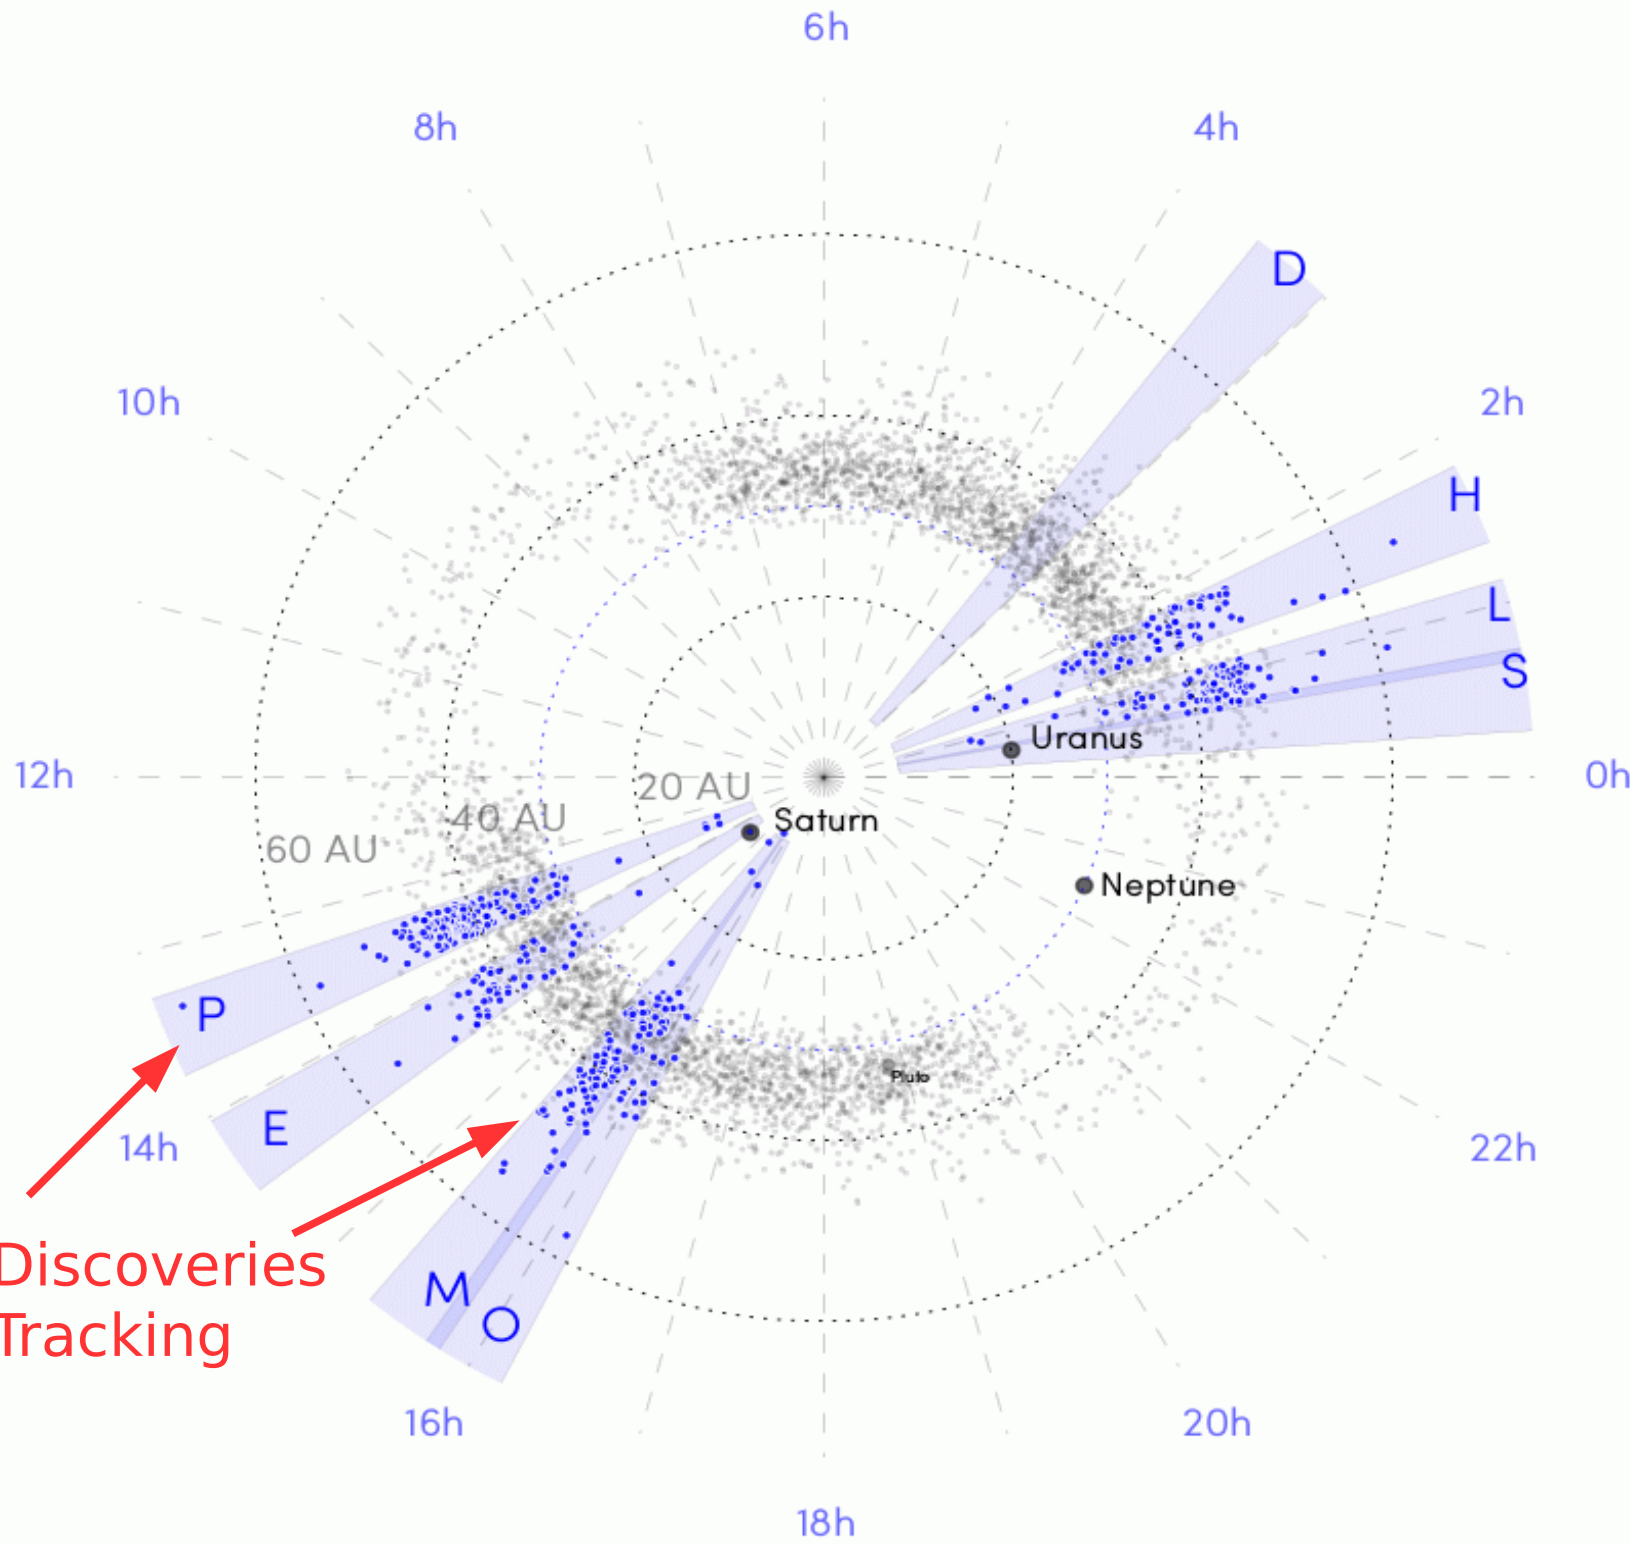 6h
8h
4h
D
10h
2h
H
L
S
Uranus
12h
20 AU
0h
40 AU
Saturn
60 AU
Neptune
P
Pluto
E
14h
22h
Discoveries
Tracking
M
O
16h
20h
18h